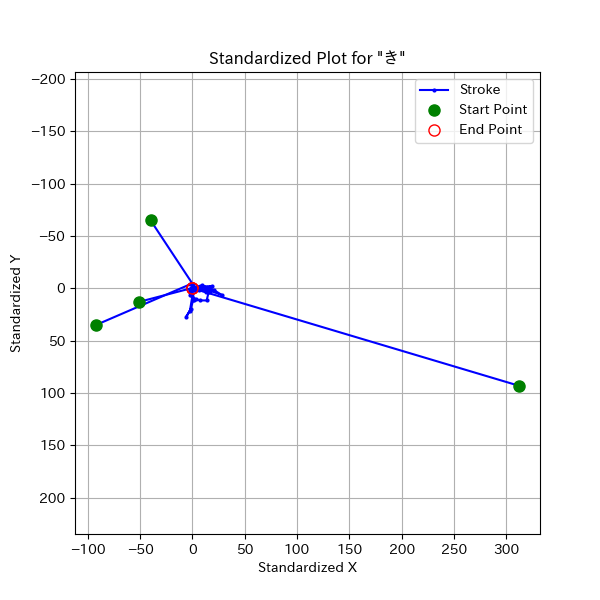 Standardized Plot for "き"
Stroke
Start Point
End Point
−200
−150
−100
−50
0
50
100
150
200
Standardized Y
−100 −50 0 50 100 150 200 250 300
Standardized X